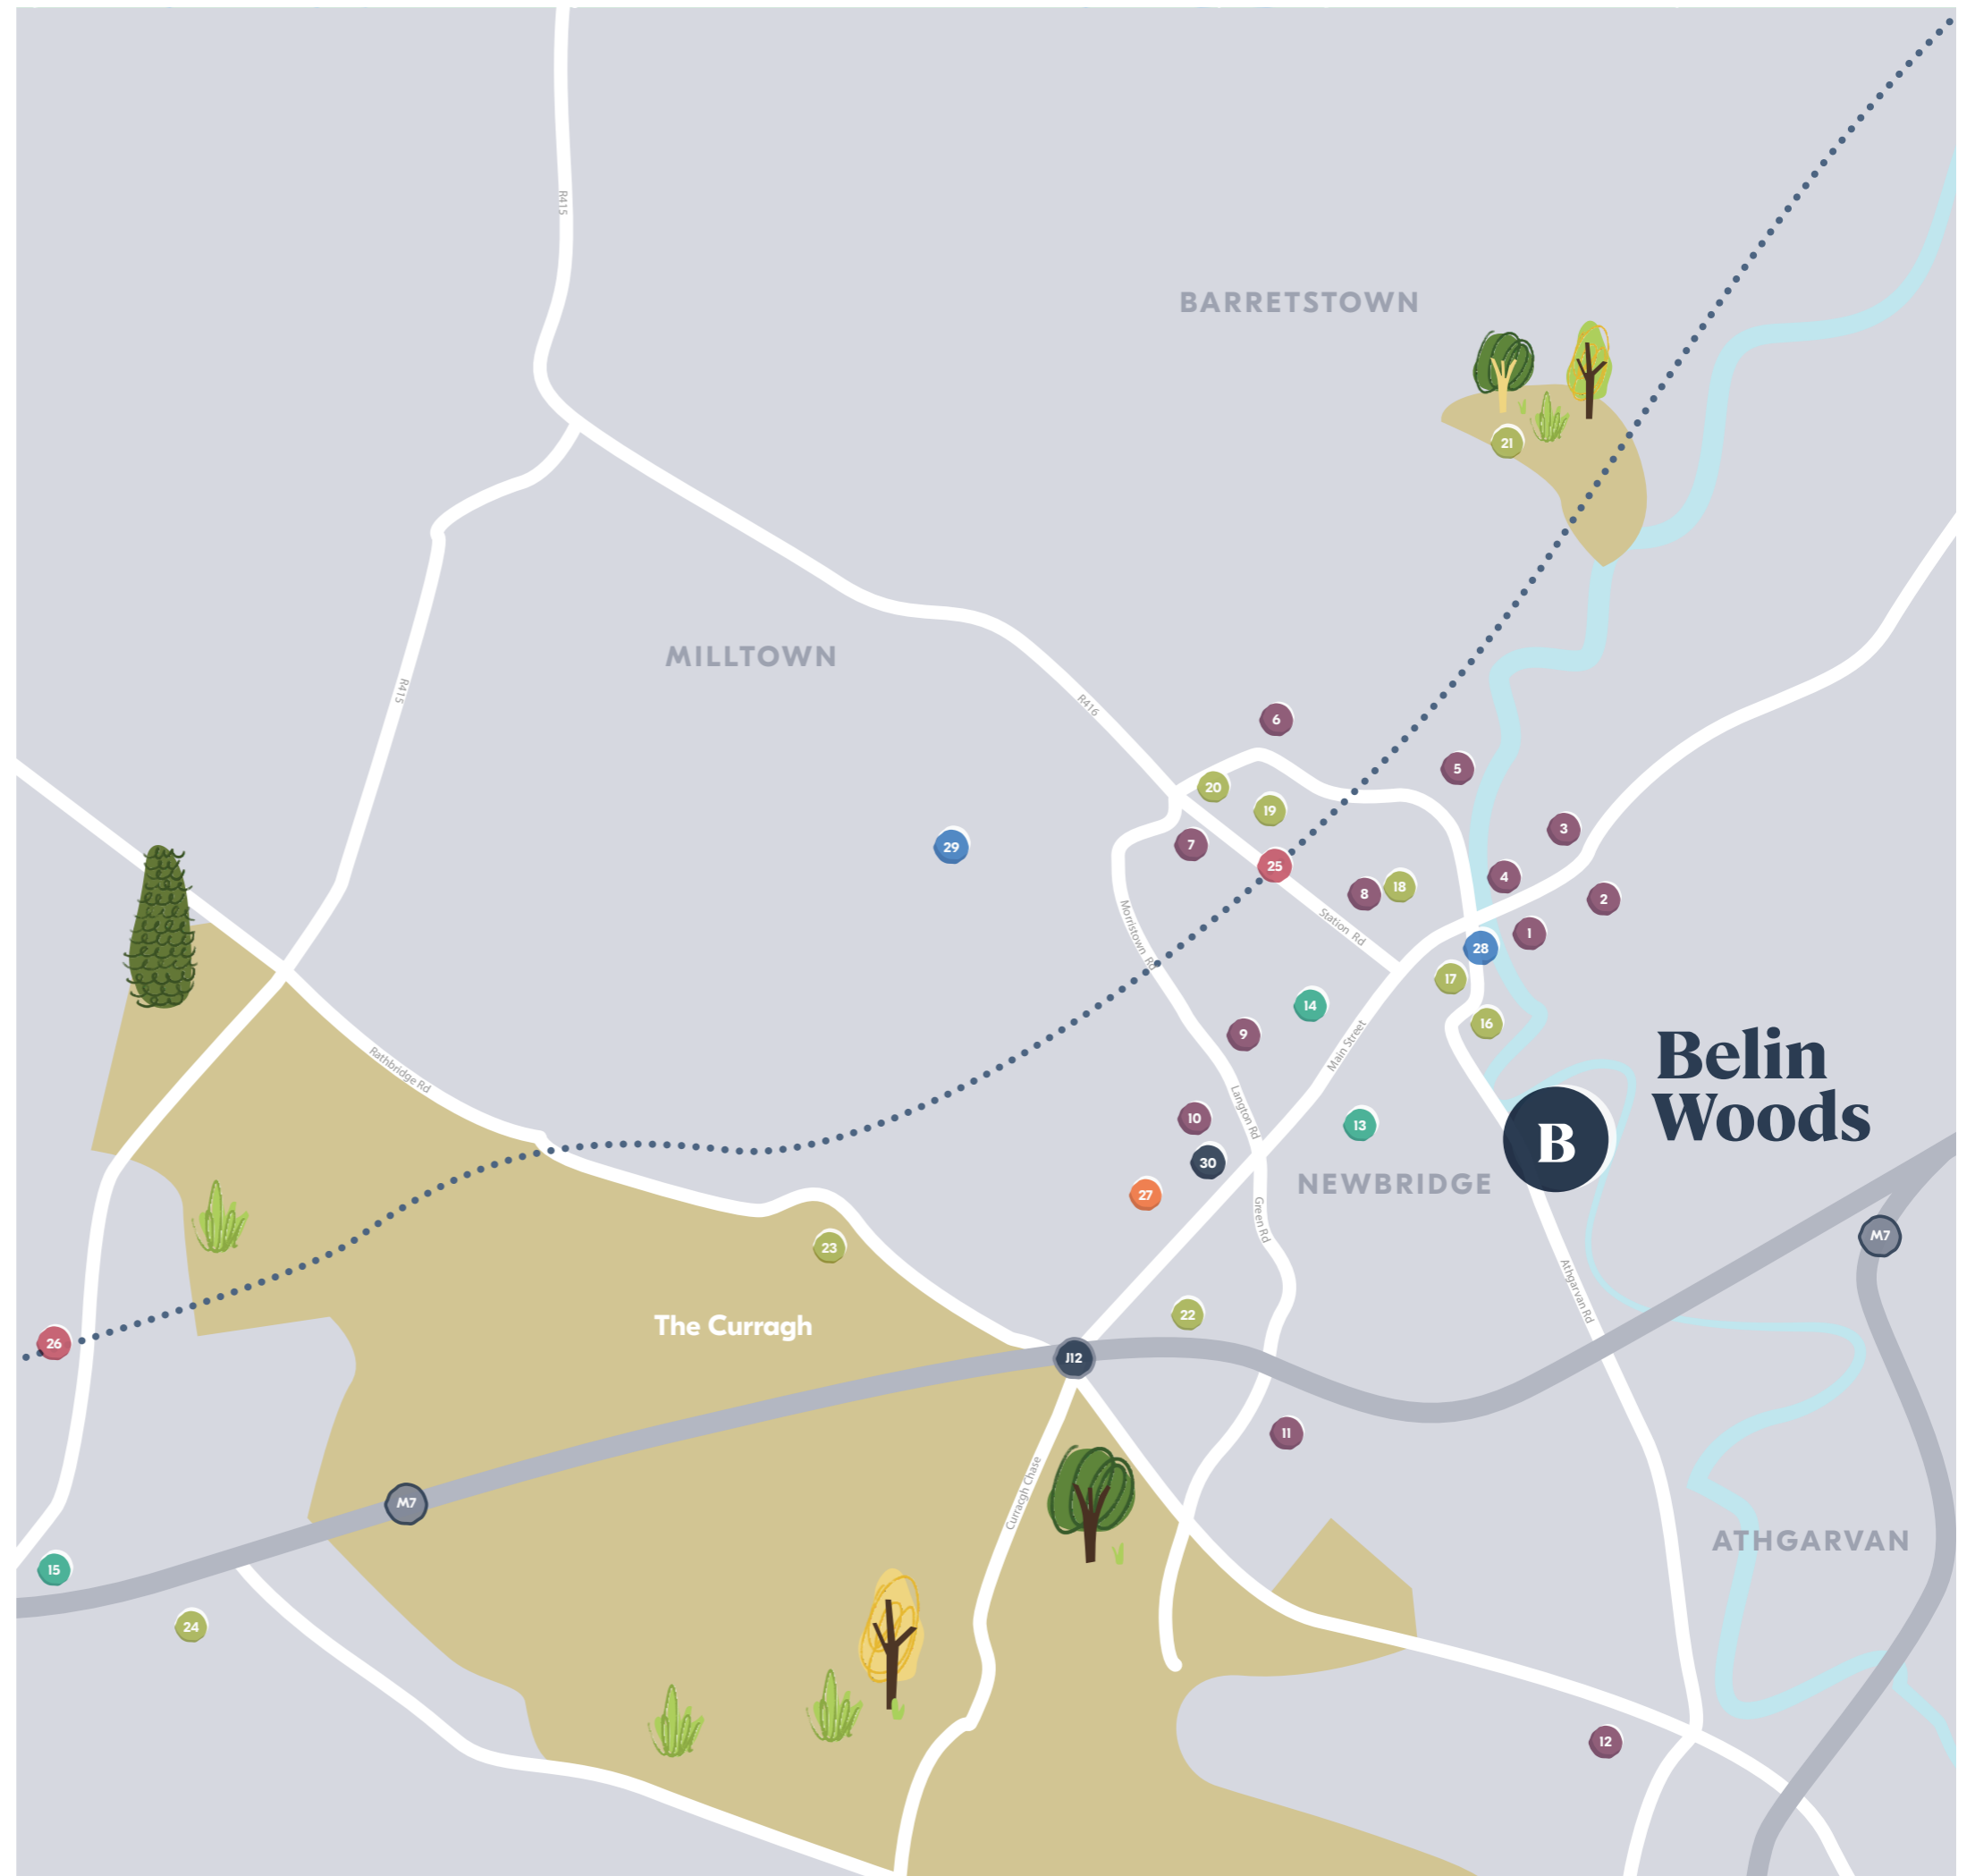 R415
BARRETSTOWN
21
MILLTOWN
R415
R416
6
5
20
19
3
29
7
25
4
8
18
2
Morristown Rd
Station Rd
1
28
17
14
16
9
Main Street
Rathbridge Rd
Belin
Woods
B
Langton Rd
10
13
30
NEWBRIDGE
27
Green Rd
M7
23
Athgarvan Rd
22
The Curragh
26
J12
11
Curracgh Chase
M7
ATHGARVAN
15
24
12